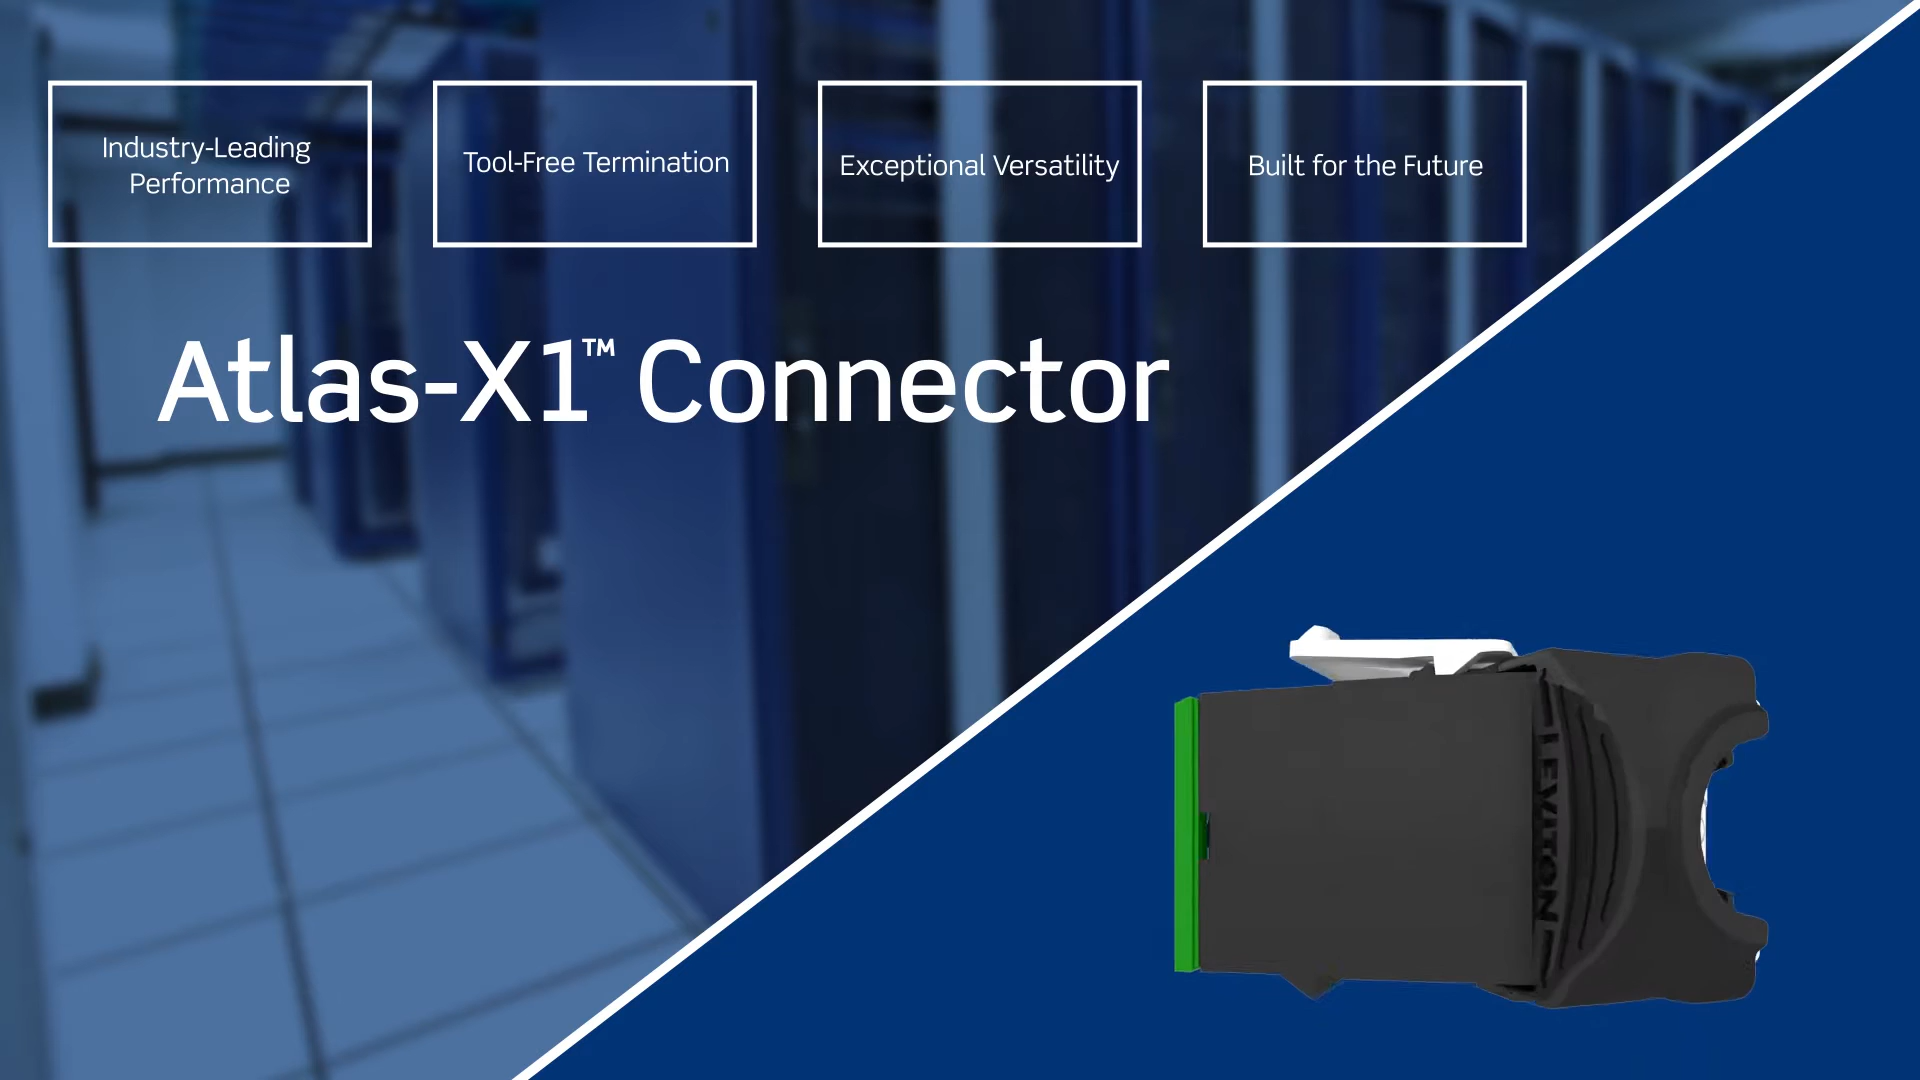 Industry-Leading
Performance
Tool-Free Termination
Exceptional Versatility
Built for the Future
Atlas-X1™ Connector
LEVITON